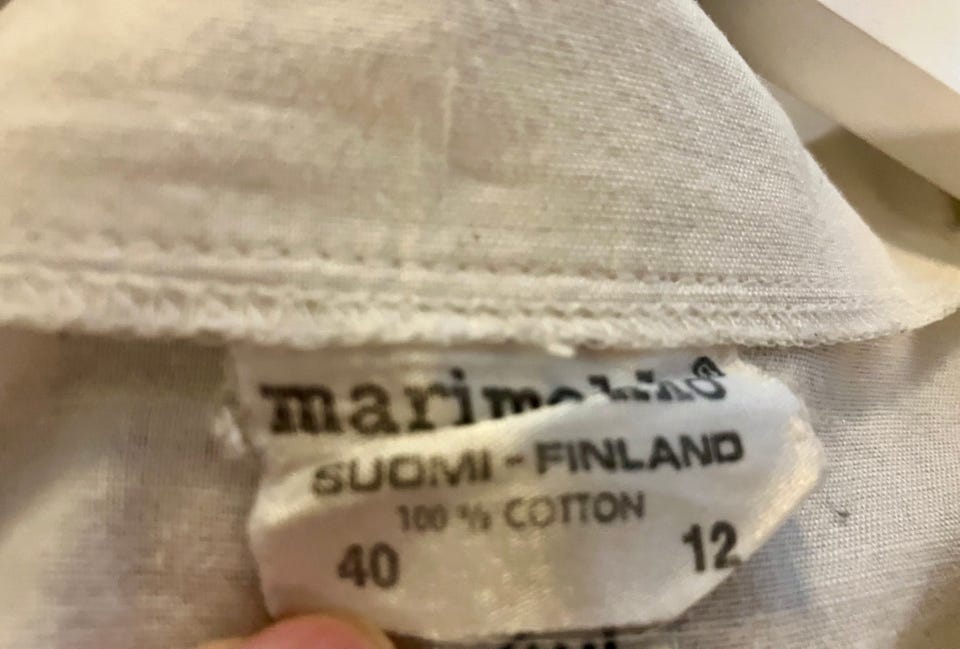 marimekko®
SUOMI - FINLAND
100 % COTTON
40 12